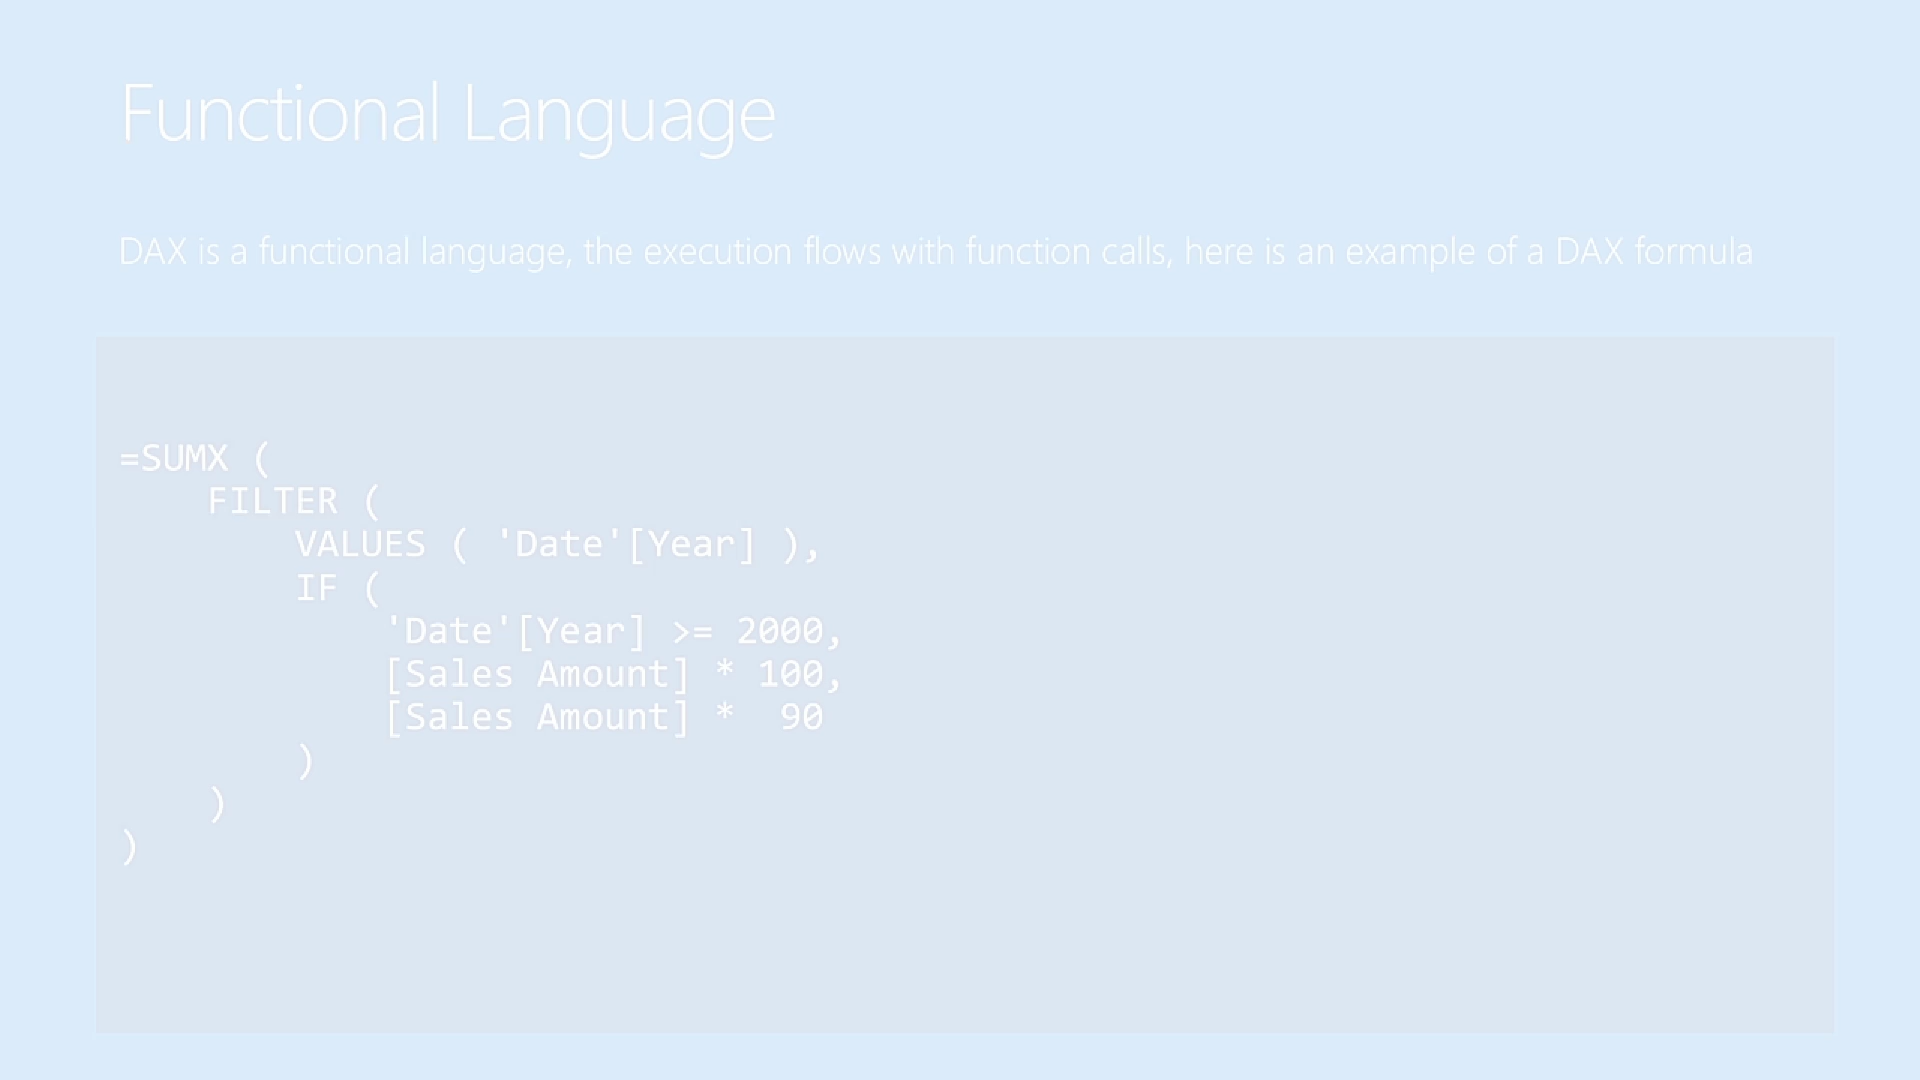 Functional Language
DAX is a functional language, the execution flows with function calls, here is an example of a DAX formula
=SUMX (
    FILTER (
        VALUES ( 'Date'[Year] ),
        IF (
            'Date'[Year] >= 2000,
            [Sales Amount] * 100,
            [Sales Amount] *  90
        )
    )
)